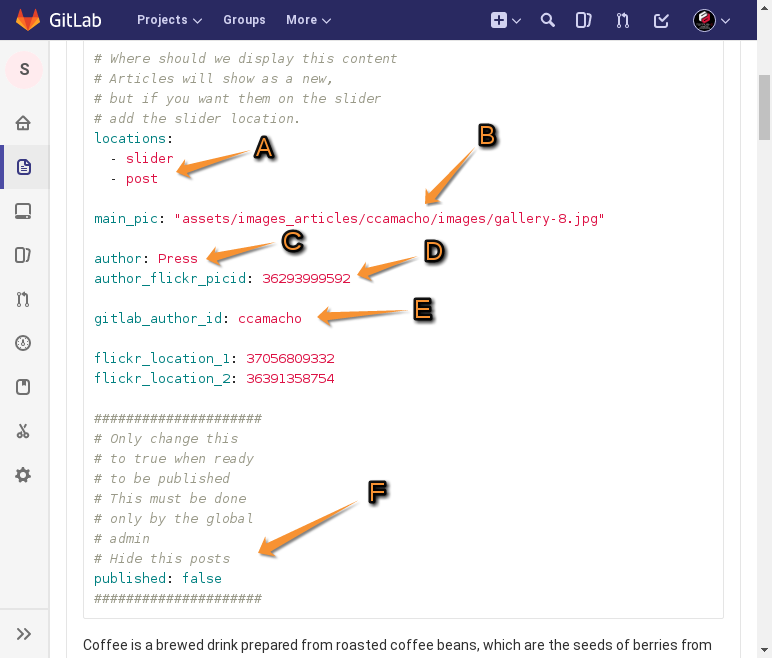 GitLab Projects Groups More
S
# Where should we display this content
# Articles will show as a new,
# but if you want them on the slider
# add the slider location.
locations:
- slider
- post
A
B
main_pic: "assets/images_articles/ccamacho/images/gallery-8.jpg"
author: Press
C
author_flickr_picid: 36293999592
D
gitlab_author_id: ccamacho
E
flickr_location_1: 37056809332
flickr_location_2: 36391358754
#####################
# Only change this
# to true when ready
# to be published
# This must be done
# only by the global
# admin
# Hide this posts
F
published: false
#####################
Coffee is a brewed drink prepared from roasted coffee beans, which are the seeds of berries from